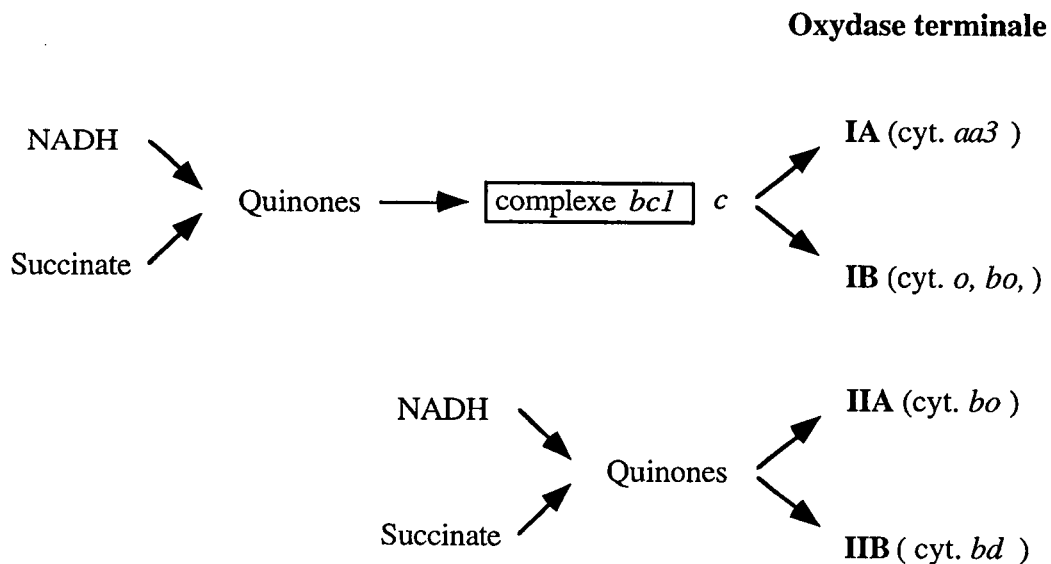 Oxydase terminale
IA (cyt. aa3 )
NADH
Quinones
complexe bc1 c
Succinate
IB (cyt. o, bo, )
IIA (cyt. bo )
NADH
Quinones
Succinate
IIB ( cyt. bd )